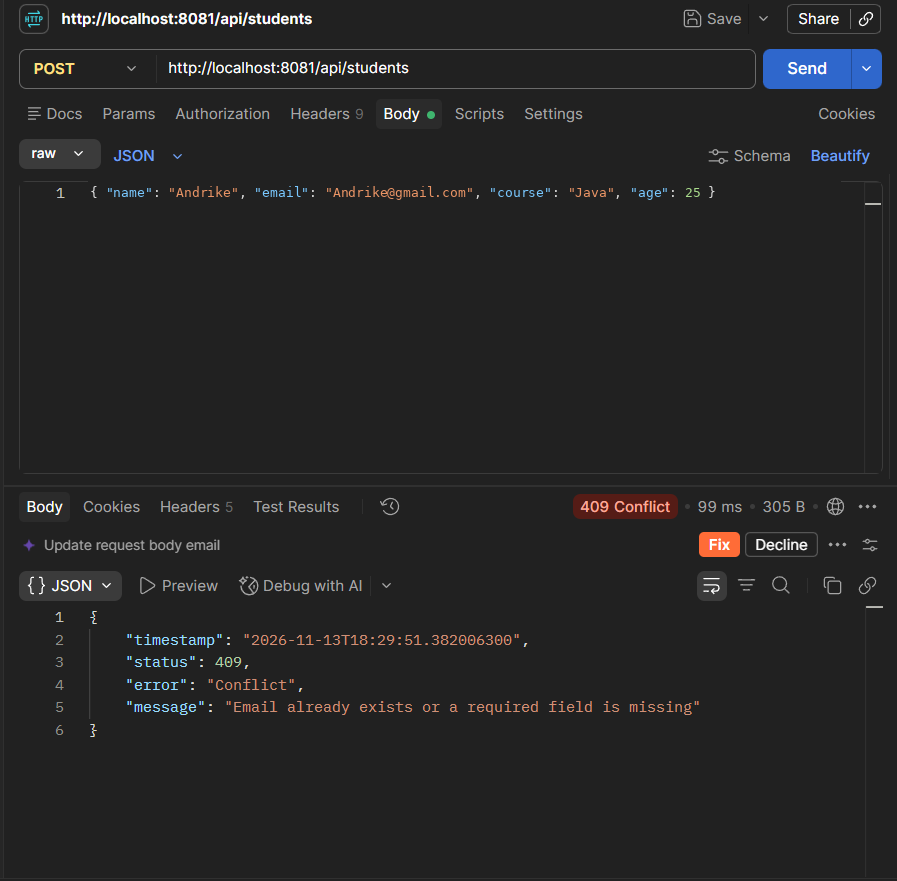 HTTP http://localhost:8081/api/students Save Share
POST http://localhost:8081/api/students Send
Docs Params Authorization Headers 9 Body Scripts Settings Cookies
raw JSON Schema Beautify
1 { "name": "Andrike", "email": "Andrike@gmail.com", "course": "Java", "age": 25 }
Body Cookies Headers 5 Test Results 409 Conflict 99 ms 305 B
Update request body email Fix Decline
{} JSON Preview Debug with AI
1 {
2 "timestamp": "2026-11-13T18:29:51.382006300",
3 "status": 409,
4 "error": "Conflict",
5 "message": "Email already exists or a required field is missing"
6 }